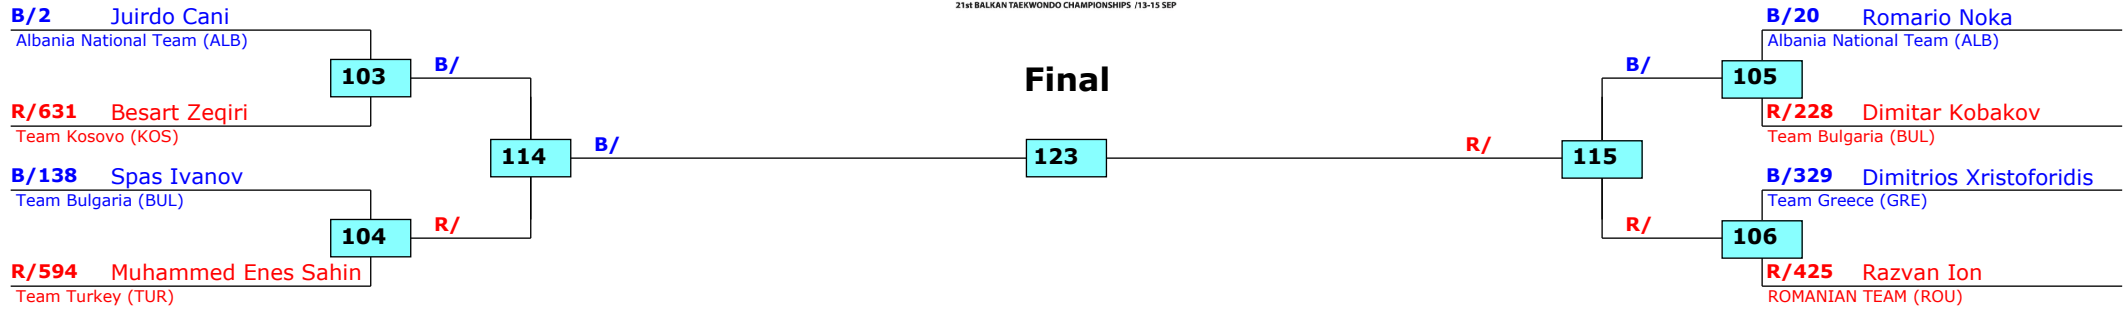 21st BALKAN TAEKWONDO CHAMPIONSHIPS /13-15 SEP
B/2 Juirdo Cani
Albania National Team (ALB)
103
B/
R/631 Besart Zeqiri
Team Kosovo (KOS)
114
B/
B/138 Spas Ivanov
Team Bulgaria (BUL)
104
R/
R/594 Muhammed Enes Sahin
Team Turkey (TUR)
Final
123
B/20 Romario Noka
Albania National Team (ALB)
B/
105
R/228 Dimitar Kobakov
Team Bulgaria (BUL)
R/
115
B/329 Dimitrios Xristoforidis
Team Greece (GRE)
R/
106
R/425 Razvan Ion
ROMANIAN TEAM (ROU)